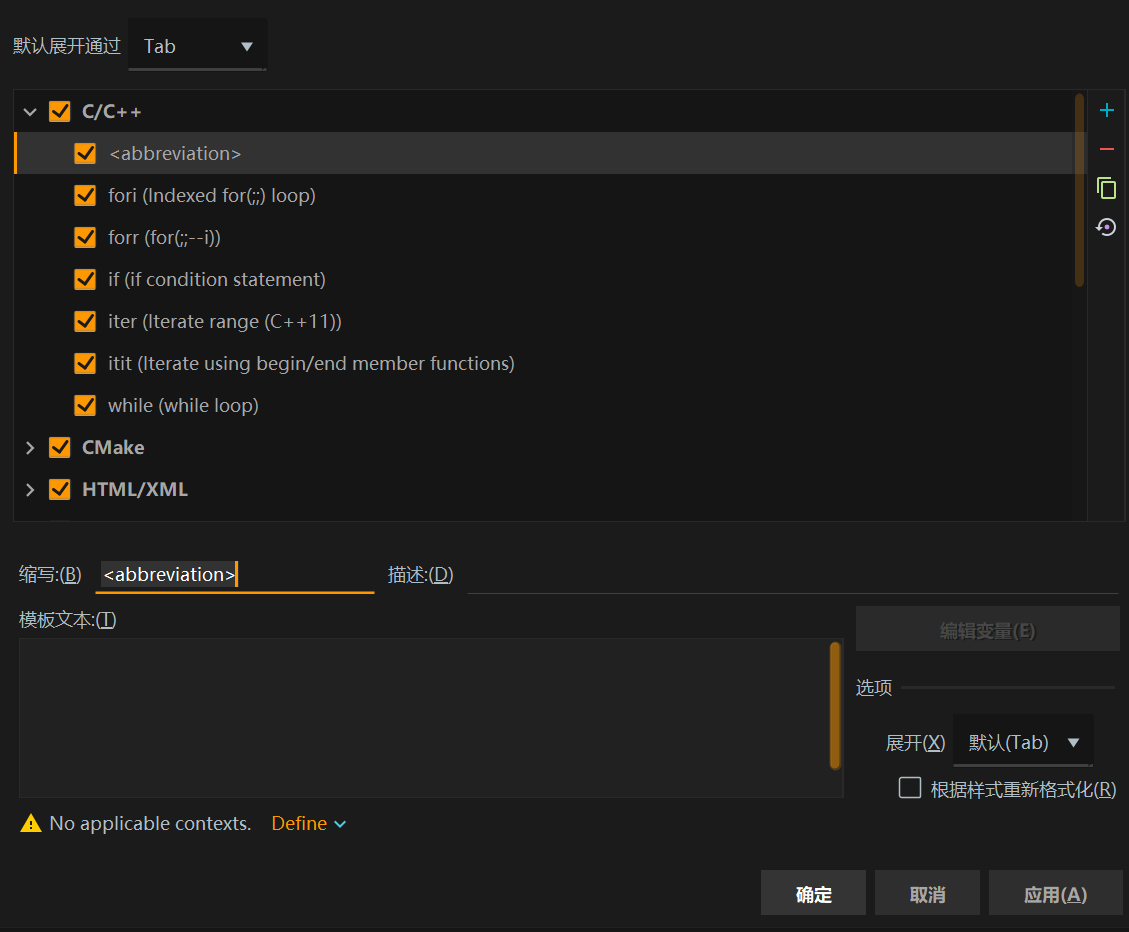 默认展开通过 Tab
C/C++
<abbreviation>
fori (Indexed for(;;) loop)
forr (for(;;--i))
if (if condition statement)
iter (Iterate range (C++11))
itit (Iterate using begin/end member functions)
while (while loop)
CMake
HTML/XML
缩写:(B) <abbreviation> 描述:(D)
模板文本:(T)
编辑变量(E)
选项
展开(X) 默认(Tab)
根据样式重新格式化(R)
No applicable contexts. Define
确定 取消 应用(A)